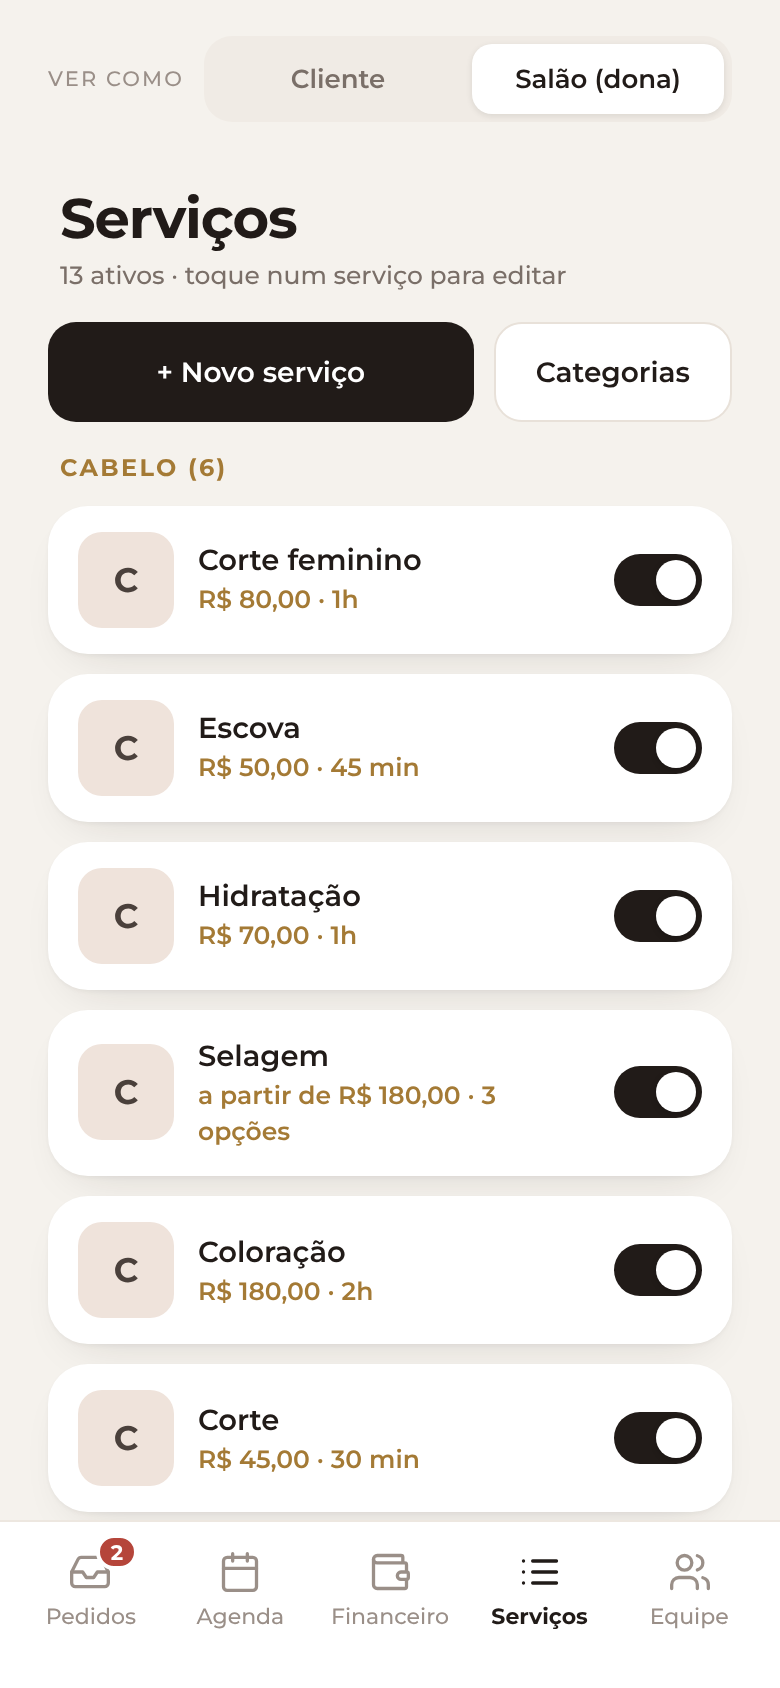 VER COMO
Cliente
Salão (dona)
Serviços
13 ativos · toque num serviço para editar
+ Novo serviço
Categorias
CABELO (6)
C
Corte feminino
R$ 80,00 · 1h
C
Escova
R$ 50,00 · 45 min
C
Hidratação
R$ 70,00 · 1h
C
Selagem
a partir de R$ 180,00 · 3
opções
C
Coloração
R$ 180,00 · 2h
C
Corte
R$ 45,00 · 30 min
2
Pedidos
Agenda
Financeiro
Serviços
Equipe